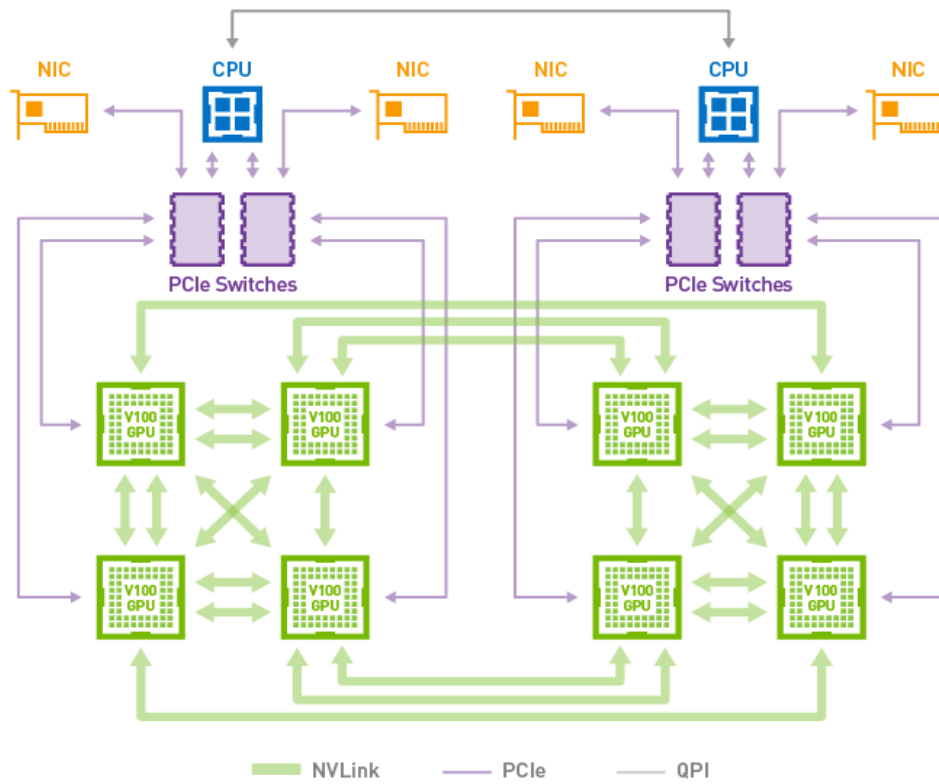 NIC CPU NIC NIC CPU NIC
PCIe Switches PCIe Switches
V100 V100 V100 V100
GPU GPU GPU GPU
V100 V100 V100 V100
GPU GPU GPU GPU
NVLink PCIe QPI